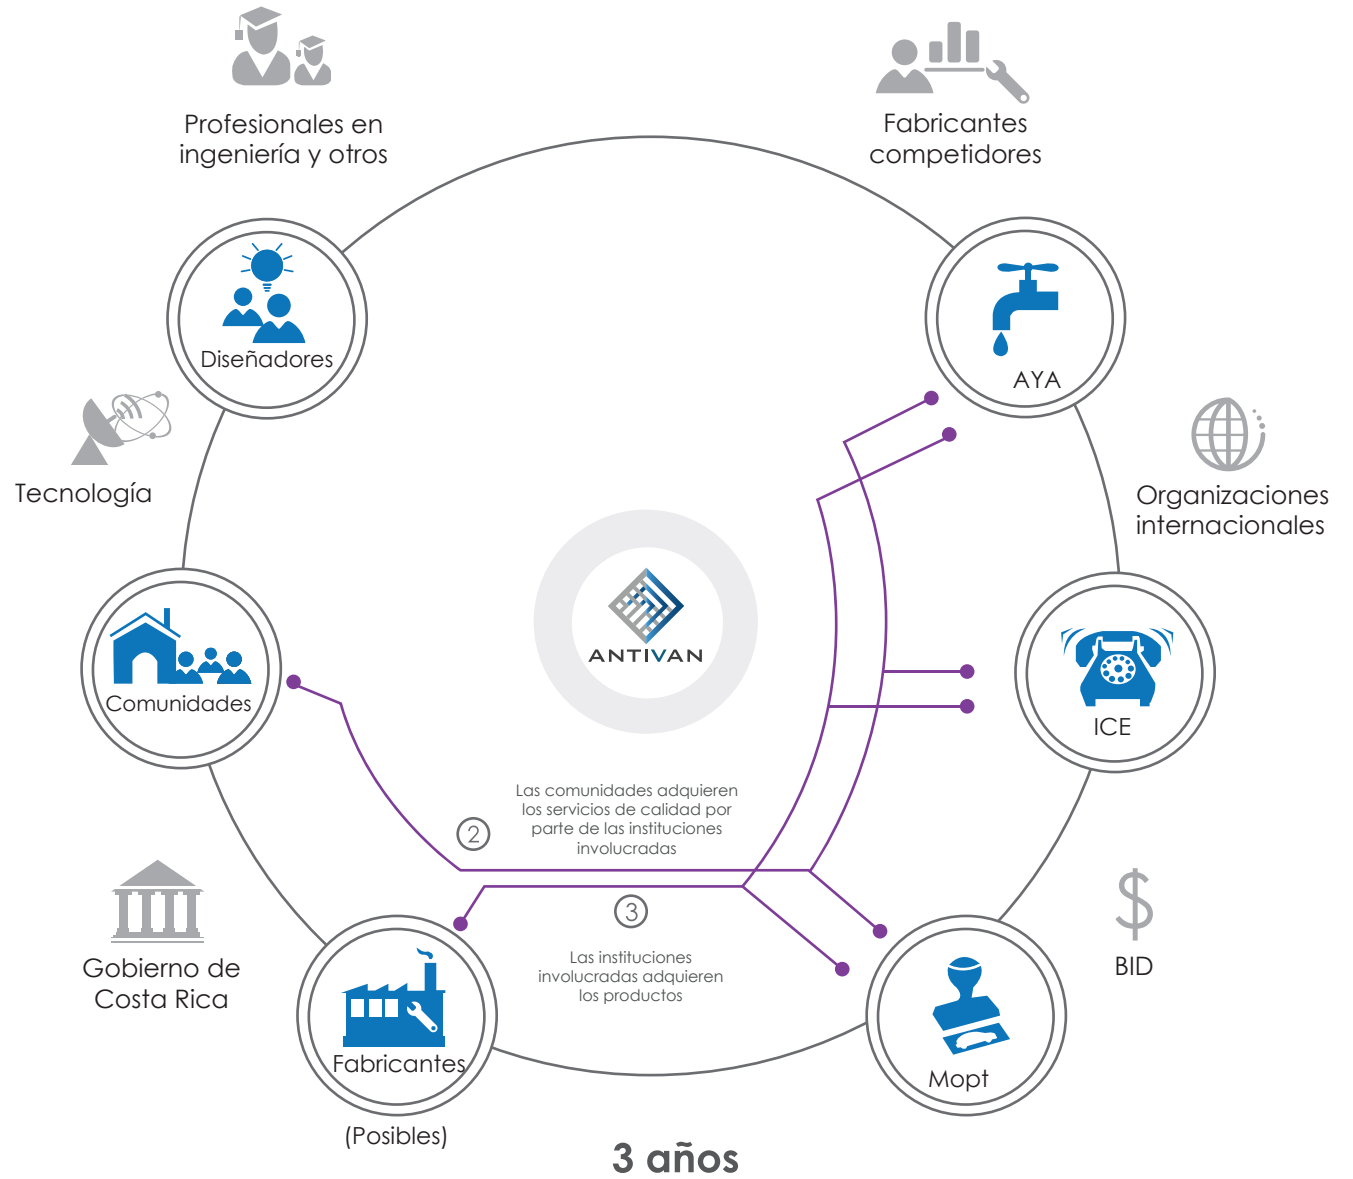 Profesionales en
ingeniería y otros
Fabricantes
competidores
Diseñadores
AYA
Tecnología
Organizaciones
internacionales
ANTIVAN
Comunidades
ICE
Las comunidades adquieren
los servicios de calidad por
parte de las instituciones
involucradas
2
3
Las instituciones
involucradas adquieren
los productos
Gobierno de
Costa Rica
$
BID
Fabricantes
(Posibles)
Mopt
3 años